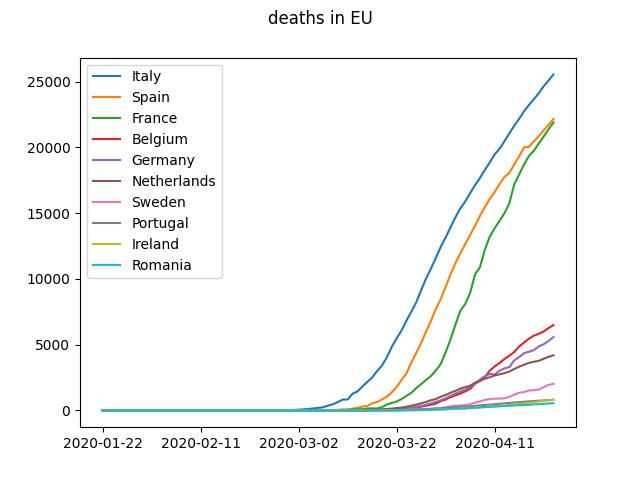 deaths in EU
Italy
Spain
France
Belgium
Germany
Netherlands
Sweden
Portugal
Ireland
Romania
25000
20000
15000
10000
5000
0
2020-01-22 2020-02-11 2020-03-02 2020-03-22 2020-04-11